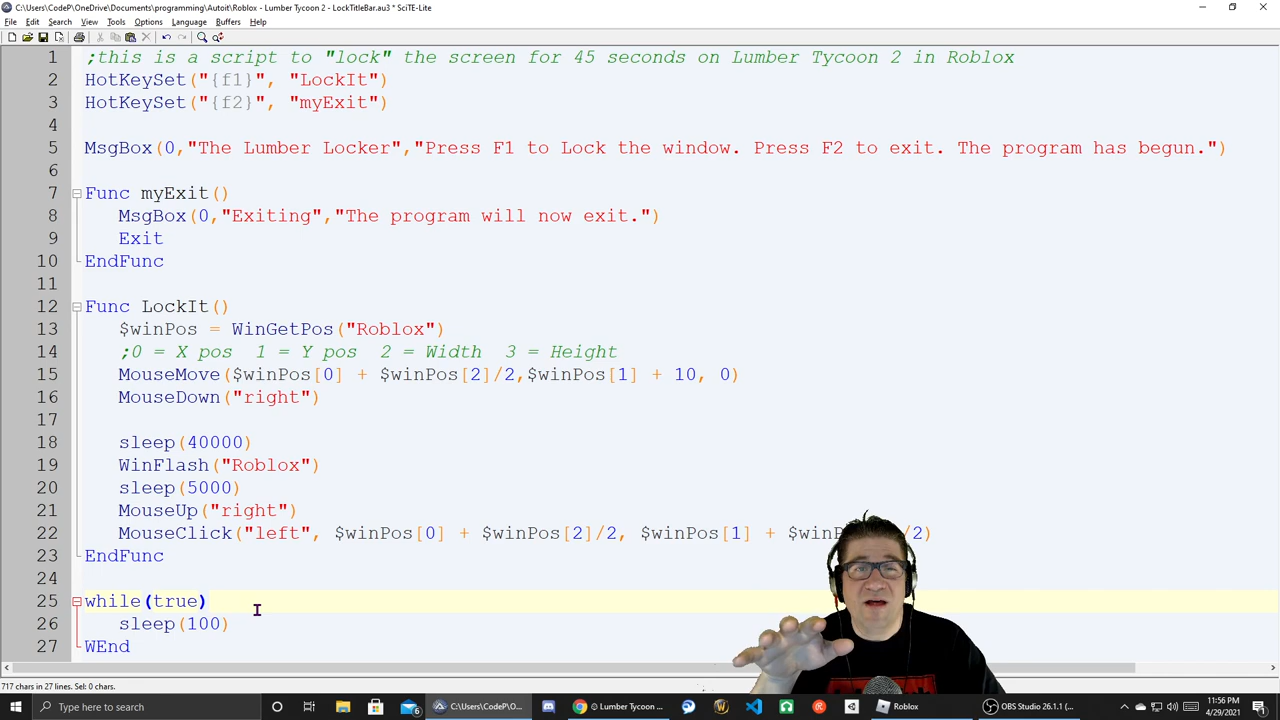 C:\Users\CodeP\OneDrive\Documents\programming\Autoit\Roblox - Lumber Tycoon 2 - LockTitleBar.au3 * SciTE-Lite
File Edit Search View Tools Options Language Buffers Help
1 ;this is a script to "lock" the screen for 45 seconds on Lumber Tycoon 2 in Roblox
2 HotKeySet("{f1}", "LockIt")
3 HotKeySet("{f2}", "myExit")
4
5 MsgBox(0,"The Lumber Locker","Press F1 to Lock the window. Press F2 to exit. The program has begun.")
6
7 Func myExit()
8 MsgBox(0,"Exiting","The program will now exit.")
9 Exit
10 EndFunc
11
12 Func LockIt()
13 $winPos = WinGetPos("Roblox")
14 ;0 = X pos 1 = Y pos 2 = Width 3 = Height
15 MouseMove($winPos[0] + $winPos[2]/2,$winPos[1] + 10, 0)
16 MouseDown("right")
17
18 sleep(40000)
19 WinFlash("Roblox")
20 sleep(5000)
21 MouseUp("right")
22 MouseClick("left", $winPos[0] + $winPos[2]/2, $winPos[1] + $winP /2)
23 EndFunc
24
25 while(true)
26 sleep(100)
27 WEnd
717 chars in 27 lines. Sel: 0 chars.
Type here to search
C:\Users\CodeP\O...
Lumber Tycoon ...
Roblox
OBS Studio 26.1.1 (...
11:56 PM
4/29/2021